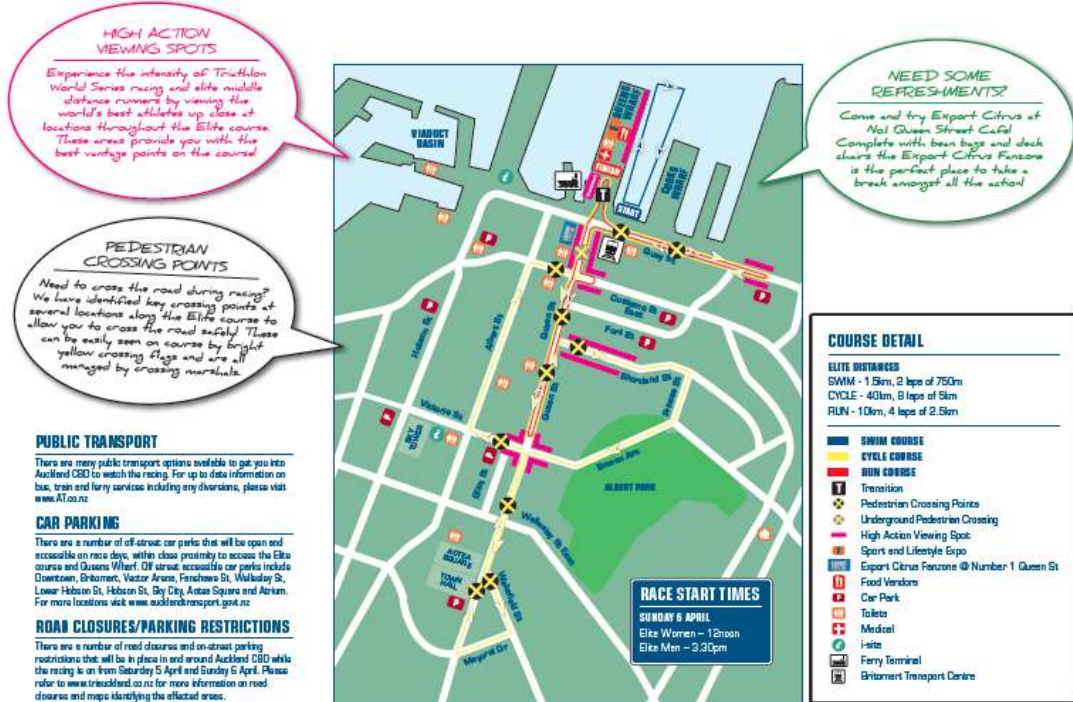 HIGH ACTION
VIEWING SPOTS
Experience the intensity of Triathlon
World Series racing and elite middle
distance runners by viewing the
world's best athletes up close at
locations throughout the Elite course.
These areas provide you with the
best vantage points on the course!
NEED SOME
REFRESHMENTS?
Come and try Export Citrus at
No1 Queen Street Cafe!
Complete with bean bags and deck
chairs the Export Citrus Fanzone
is the perfect place to take a
break amongst all the action!
PEDESTRIAN
CROSSING POINTS
Need to cross the road during racing?
We have identified key crossing points at
several locations along the Elite course to
allow you to cross the road safely! These
can be easily seen on course by bright
yellow crossing flags and are all
managed by crossing marshals.
PUBLIC TRANSPORT
There are many public transport options available to get you into
Auckland CBD to watch the racing. For up to date information on
bus, train and ferry services including any diversions, please visit
www.AT.co.nz
CAR PARKING
There are a number of off-street car parks that will be open and
accessible on race days, within close proximity to access the Elite
course and Queens Wharf. Off street accessible car parks include
Downtown, Britomart, Vector Arena, Fanshawe St, Wellesley St,
Lower Hobson St, Hobson St, Sky City, Aotea Square and Atrium.
For more locations visit www.aucklandtransport.govt.nz
ROAD CLOSURES/PARKING RESTRICTIONS
There are a number of road closures and on-street parking
restrictions that will be in place in and around Auckland CBD while
the racing is on from Saturday 5 April and Sunday 6 April. Please
refer to www.triauckland.co.nz for more information on road
closures and maps identifying the affected areas.
VIADUCT
BASIN
QUEENS
WHARF
E
FINISH
T
START
Quay St
Customs St
East
Fort St
Shortland St
Princes St
Hobson St
Albert St
Queen St
Queen St
Victoria St
SKY
TOWER
Elliot St
Bowen Ave
ALBERT PARK
Wellesley St East
AOTEA
SQUARE
TOWN
HALL
Wakefield St
Mayoral Dr
P
P
P
P
P
P
P
P
i
i
RACE START TIMES
SUNDAY 6 APRIL
Elite Women – 12noon
Elite Men – 3.30pm
COURSE DETAIL
ELITE DISTANCES
SWIM - 1.5km, 2 laps of 750m
CYCLE - 40km, 8 laps of 5km
RUN - 10km, 4 laps of 2.5km
SWIM COURSE
CYCLE COURSE
RUN COURSE
T Transition
Pedestrian Crossing Points
Underground Pedestrian Crossing
High Action Viewing Spot
E Sport and Lifestyle Expo
Export Citrus Fanzone @ Number 1 Queen St
Food Vendors
P Car Park
Toilets
Medical
i i-site
Ferry Terminal
Britomart Transport Centre